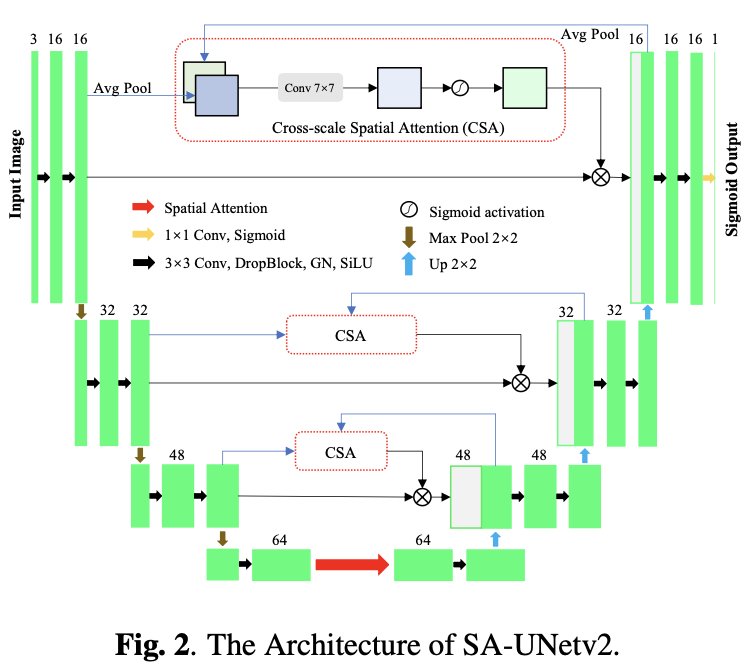 3 16 16
Avg Pool
16 16 16 1
Avg Pool
Conv 7×7
Cross-scale Spatial Attention (CSA)
Input Image
Sigmoid Output
Spatial Attention
1×1 Conv, Sigmoid
3×3 Conv, DropBlock, GN, SiLU
Sigmoid activation
Max Pool 2×2
Up 2×2
32 32
CSA
32 32
48
CSA
48 48
64
64
Fig. 2. The Architecture of SA-UNetv2.